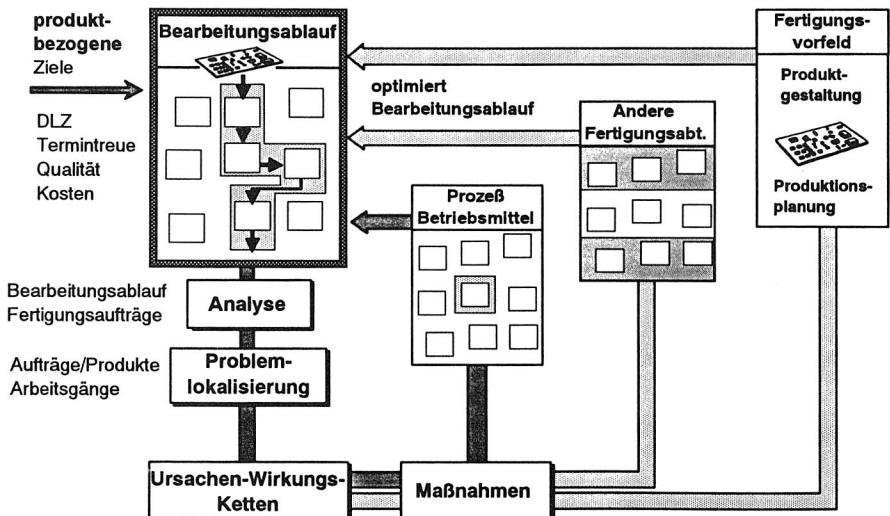 produkt-
bezogene
Ziele
DLZ
Termintreue
Qualität
Kosten
Bearbeitungsablauf
optimiert
Bearbeitungsablauf
Fertigungs-
vorfeld
Produkt-
gestaltung
Produktions-
planung
Andere
Fertigungsabt.
Prozeß
Betriebsmittel
Bearbeitungsablauf
Fertigungsaufträge
Analyse
Aufträge/Produkte
Arbeitsgänge
Problem-
lokalisierung
Ursachen-Wirkungs-
Ketten
Maßnahmen